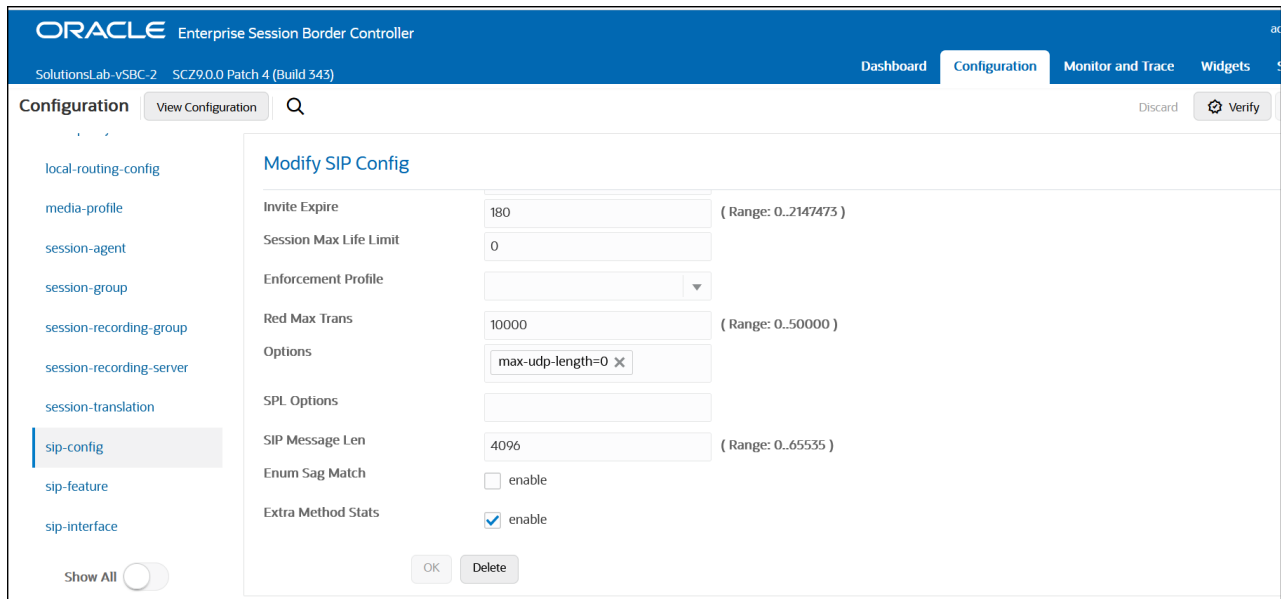 ORACLE Enterprise Session Border Controller
SolutionsLab-vSBC-2 SCZ9.0.0 Patch 4 (Build 343)
Dashboard Configuration Monitor and Trace Widgets
Configuration View Configuration Discard Verify
local-routing-config
media-profile
session-agent
session-group
session-recording-group
session-recording-server
session-translation
sip-config
sip-feature
sip-interface
Show All
Modify SIP Config
Invite Expire 180 ( Range: 0..2147473 )
Session Max Life Limit 0
Enforcement Profile
Red Max Trans 10000 ( Range: 0..50000 )
Options max-udp-length=0
SPL Options
SIP Message Len 4096 ( Range: 0..65535 )
Enum Sag Match enable
Extra Method Stats enable
OK Delete